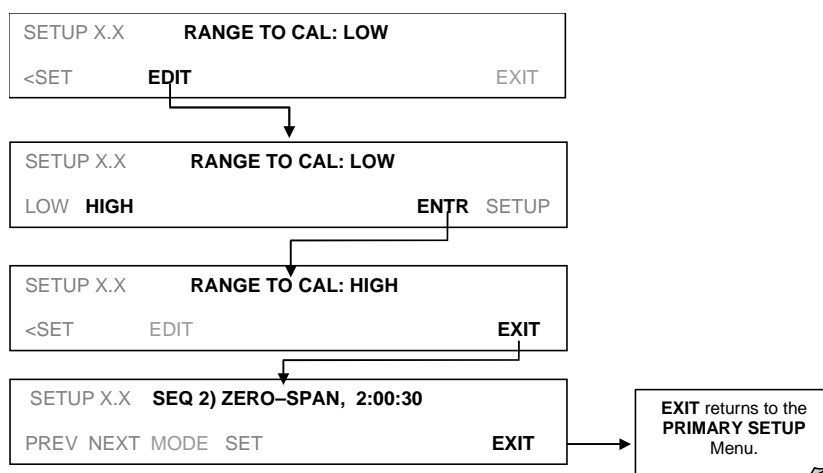 SETUP X.X RANGE TO CAL: LOW
<SET EDIT EXIT
SETUP X.X RANGE TO CAL: LOW
LOW HIGH ENTR SETUP
SETUP X.X RANGE TO CAL: HIGH
<SET EDIT EXIT
SETUP X.X SEQ 2) ZERO–SPAN, 2:00:30
PREV NEXT MODE SET EXIT
EXIT returns to the
PRIMARY SETUP
Menu.